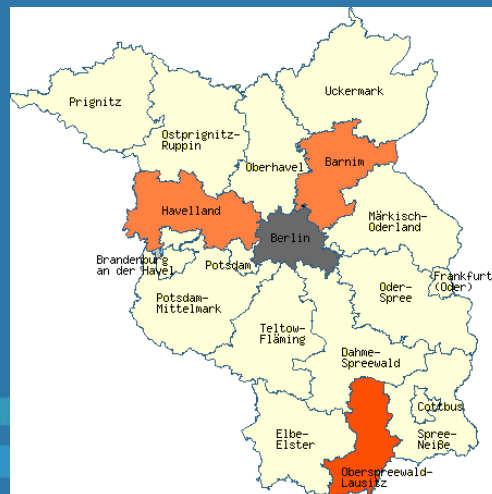 Uckermark
Prignitz
Ostprignitz-
Ruppin
Oberhavel
Barnim
Havelland
Märkisch-
Oderland
Berlin
Brandenburg
an der Havel
Potsdam
Frankfurt
(Oder)
Oder-
Spree
Potsdam-
Mittelmark
Teltow-
Fläming
Dahme-
Spreewald
Cottbus
Elbe-
Elster
Spree-
Neiße
Oberspreewald-
Lausitz